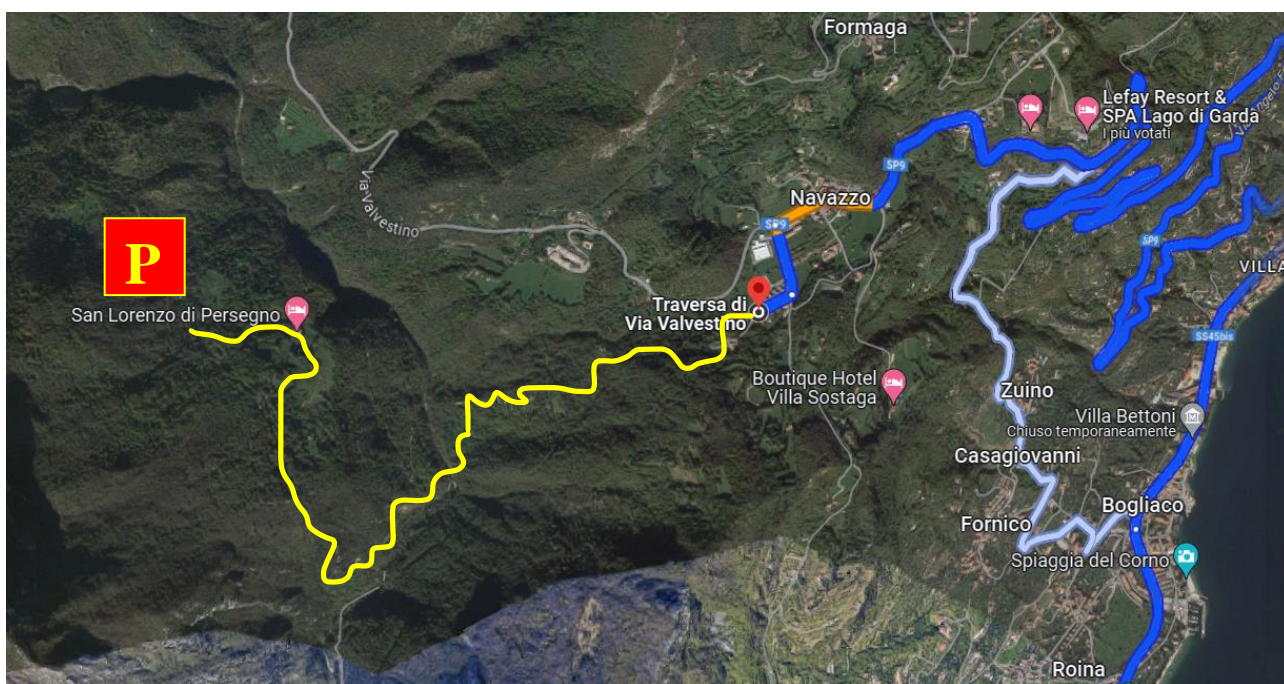 Formaga
Lefay Resort &
SPA Lago di Garda
I più votati
SP9
Via Valvestino
Navazzo
SP9
P
SP9
VILLA
San Lorenzo di Persegno
Traversa di
Via Valvestino
SS45bis
Boutique Hotel
Villa Sostaga
Zuino
Villa Bettoni
Chiuso temporaneamente
Casagiovanni
Bogliaco
Fornico
Spiaggia del Corno
Roina